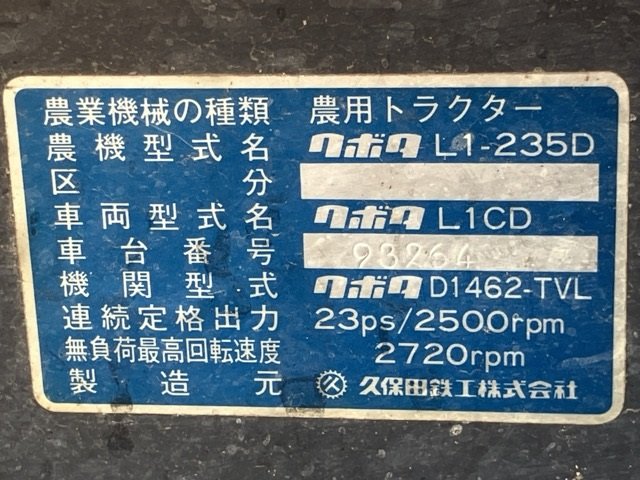 農業機械の種類 農用トラクター
農機型式名 クボタ L1-235D
区分
車両型式名 クボタ L1CD
車台番号 93264
機関型式 クボタ D1462-TVL
連続定格出力 23ps/2500rpm
無負荷最高回転速度 2720rpm
製造元 久保田鉄工株式会社